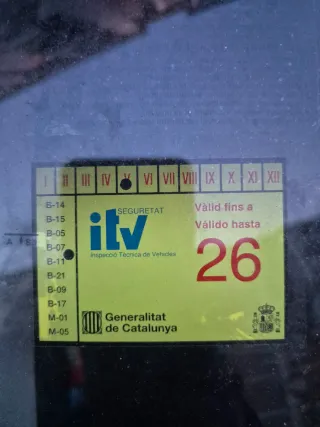 I II III IV V VI VII VIII IX X XI XII
B-14
B-15
B-05
B-07
B-11
B-21
B-09
B-17
M-01
M-05
SEGURETAT
itv
Inspecció Tècnica de Vehicles
Vàlid fins a
Válido hasta
26
Generalitat
de Catalunya